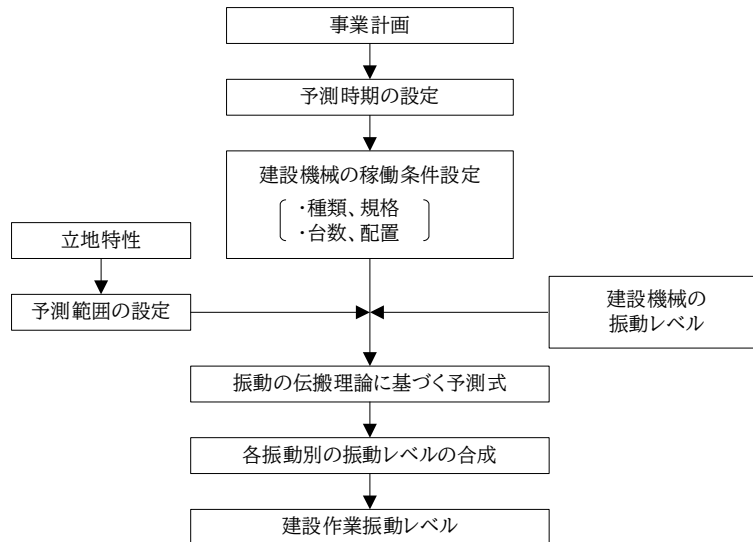 事業計画
予測時期の設定
建設機械の稼働条件設定
・種類、規格
・台数、配置
立地特性
予測範囲の設定
建設機械の
振動レベル
振動の伝搬理論に基づく予測式
各振動別の振動レベルの合成
建設作業振動レベル